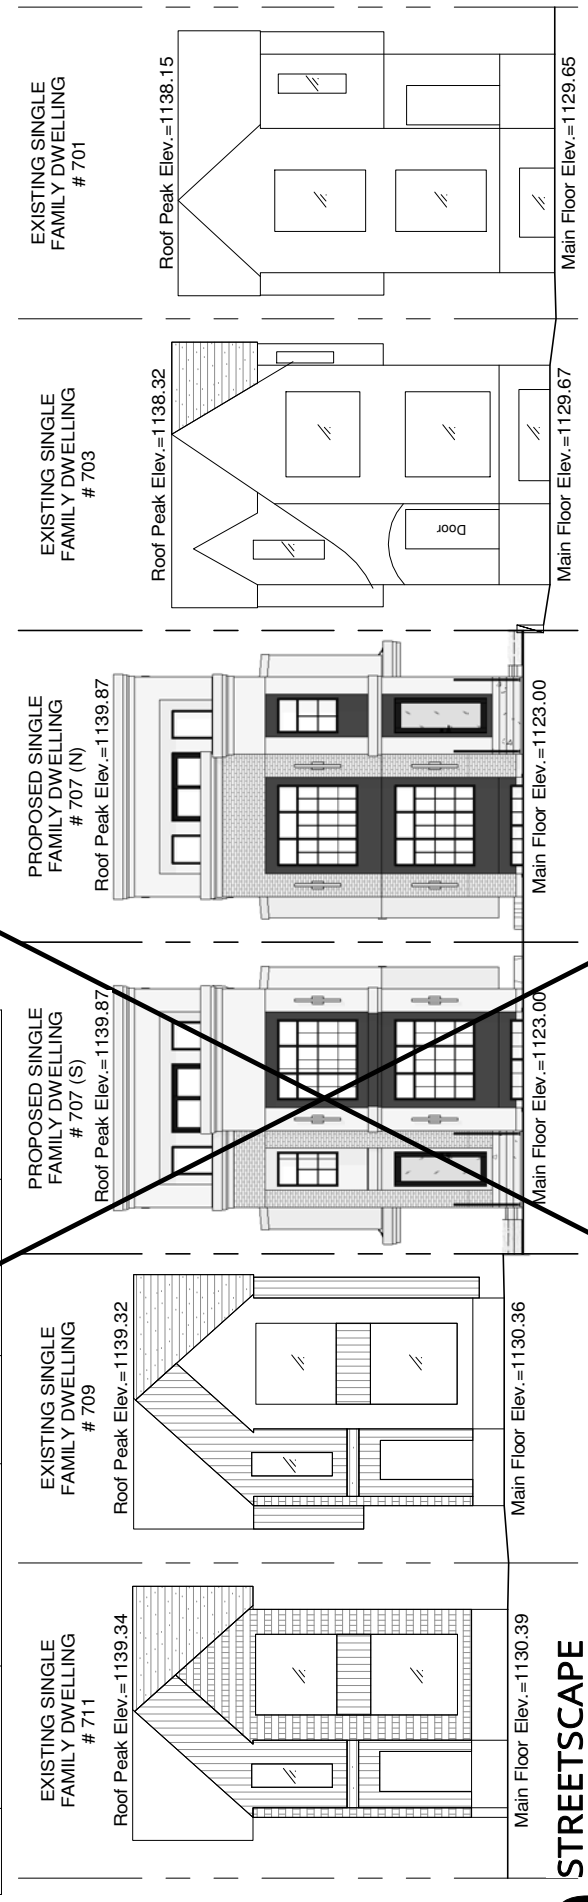 EXISTING SINGLE
FAMILY DWELLING
# 711
Roof Peak Elev.=1139.34
Main Floor Elev.=1130.39
EXISTING SINGLE
FAMILY DWELLING
# 709
Roof Peak Elev.=1139.32
Main Floor Elev.=1130.36
PROPOSED SINGLE
FAMILY DWELLING
# 707 (S)
Roof Peak Elev.=1139.87
Main Floor Elev.=1123.00
PROPOSED SINGLE
FAMILY DWELLING
# 707 (N)
Roof Peak Elev.=1139.87
Main Floor Elev.=1123.00
EXISTING SINGLE
FAMILY DWELLING
# 703
Roof Peak Elev.=1138.32
Door
Main Floor Elev.=1129.67
EXISTING SINGLE
FAMILY DWELLING
# 701
Roof Peak Elev.=1138.15
Main Floor Elev.=1129.65
STREETSCAPE